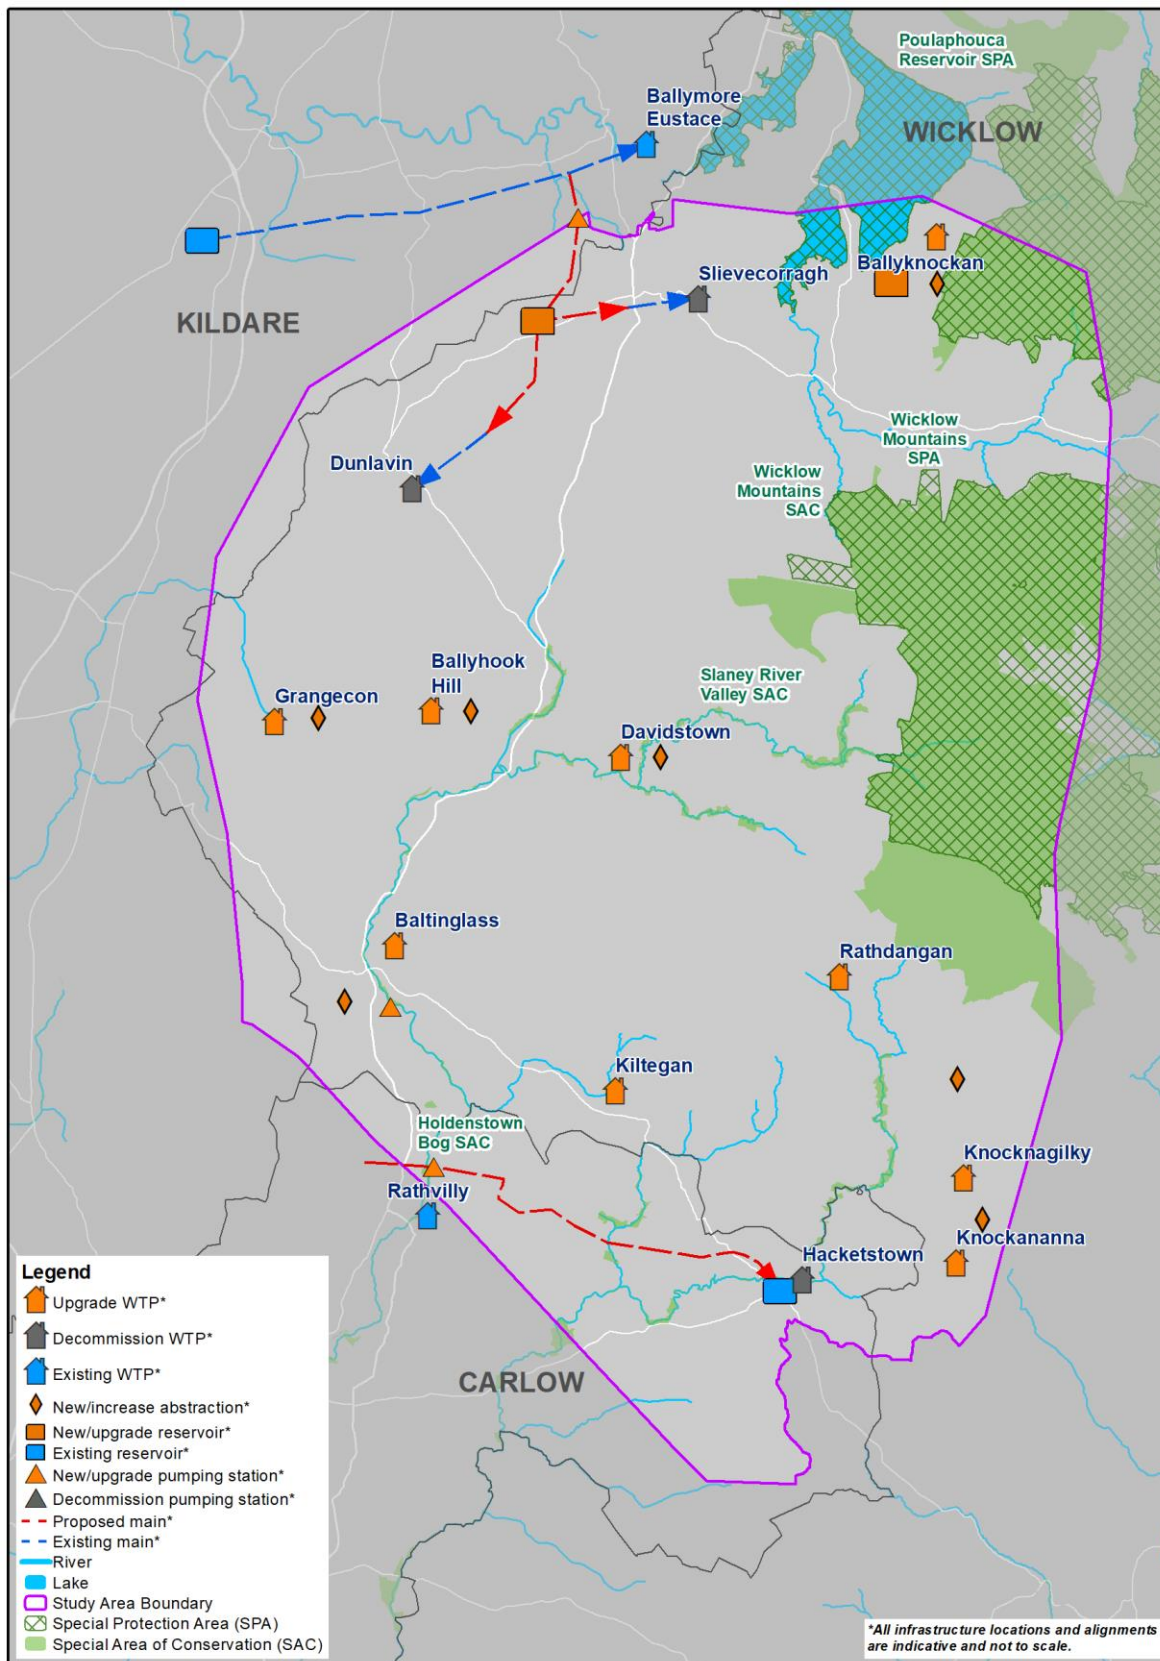 Poulaphouca
Reservoir SPA
Ballymore
Eustace
WICKLOW
Slievecorragh
Ballyknockan
KILDARE
Wicklow
Mountains
SPA
Dunlavin
Wicklow
Mountains
SAC
Ballyhook
Hill
Grangecon
Slaney River
Valley SAC
Davidstown
Baltinglass
Rathdangan
Kiltegan
Holdenstown
Bog SAC
Knocknagilky
Rathvilly
Knockananna
Hacketstown
CARLOW
Legend
Upgrade WTP*
Decommission WTP*
Existing WTP*
New/increase abstraction*
New/upgrade reservoir*
Existing reservoir*
New/upgrade pumping station*
Decommission pumping station*
Proposed main*
Existing main*
River
Lake
Study Area Boundary
Special Protection Area (SPA)
Special Area of Conservation (SAC)
*All infrastructure locations and alignments
are indicative and not to scale.